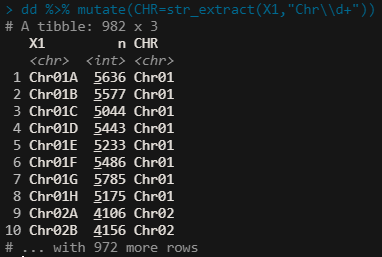 > dd %>% mutate(CHR=str_extract(X1,"Chr\\d+"))
# A tibble: 982 x 3
X1 n CHR
<chr> <int> <chr>
1 Chr01A 5636 Chr01
2 Chr01B 5577 Chr01
3 Chr01C 5044 Chr01
4 Chr01D 5443 Chr01
5 Chr01E 5233 Chr01
6 Chr01F 5486 Chr01
7 Chr01G 5785 Chr01
8 Chr01H 5175 Chr01
9 Chr02A 4106 Chr02
10 Chr02B 4156 Chr02
# ... with 972 more rows